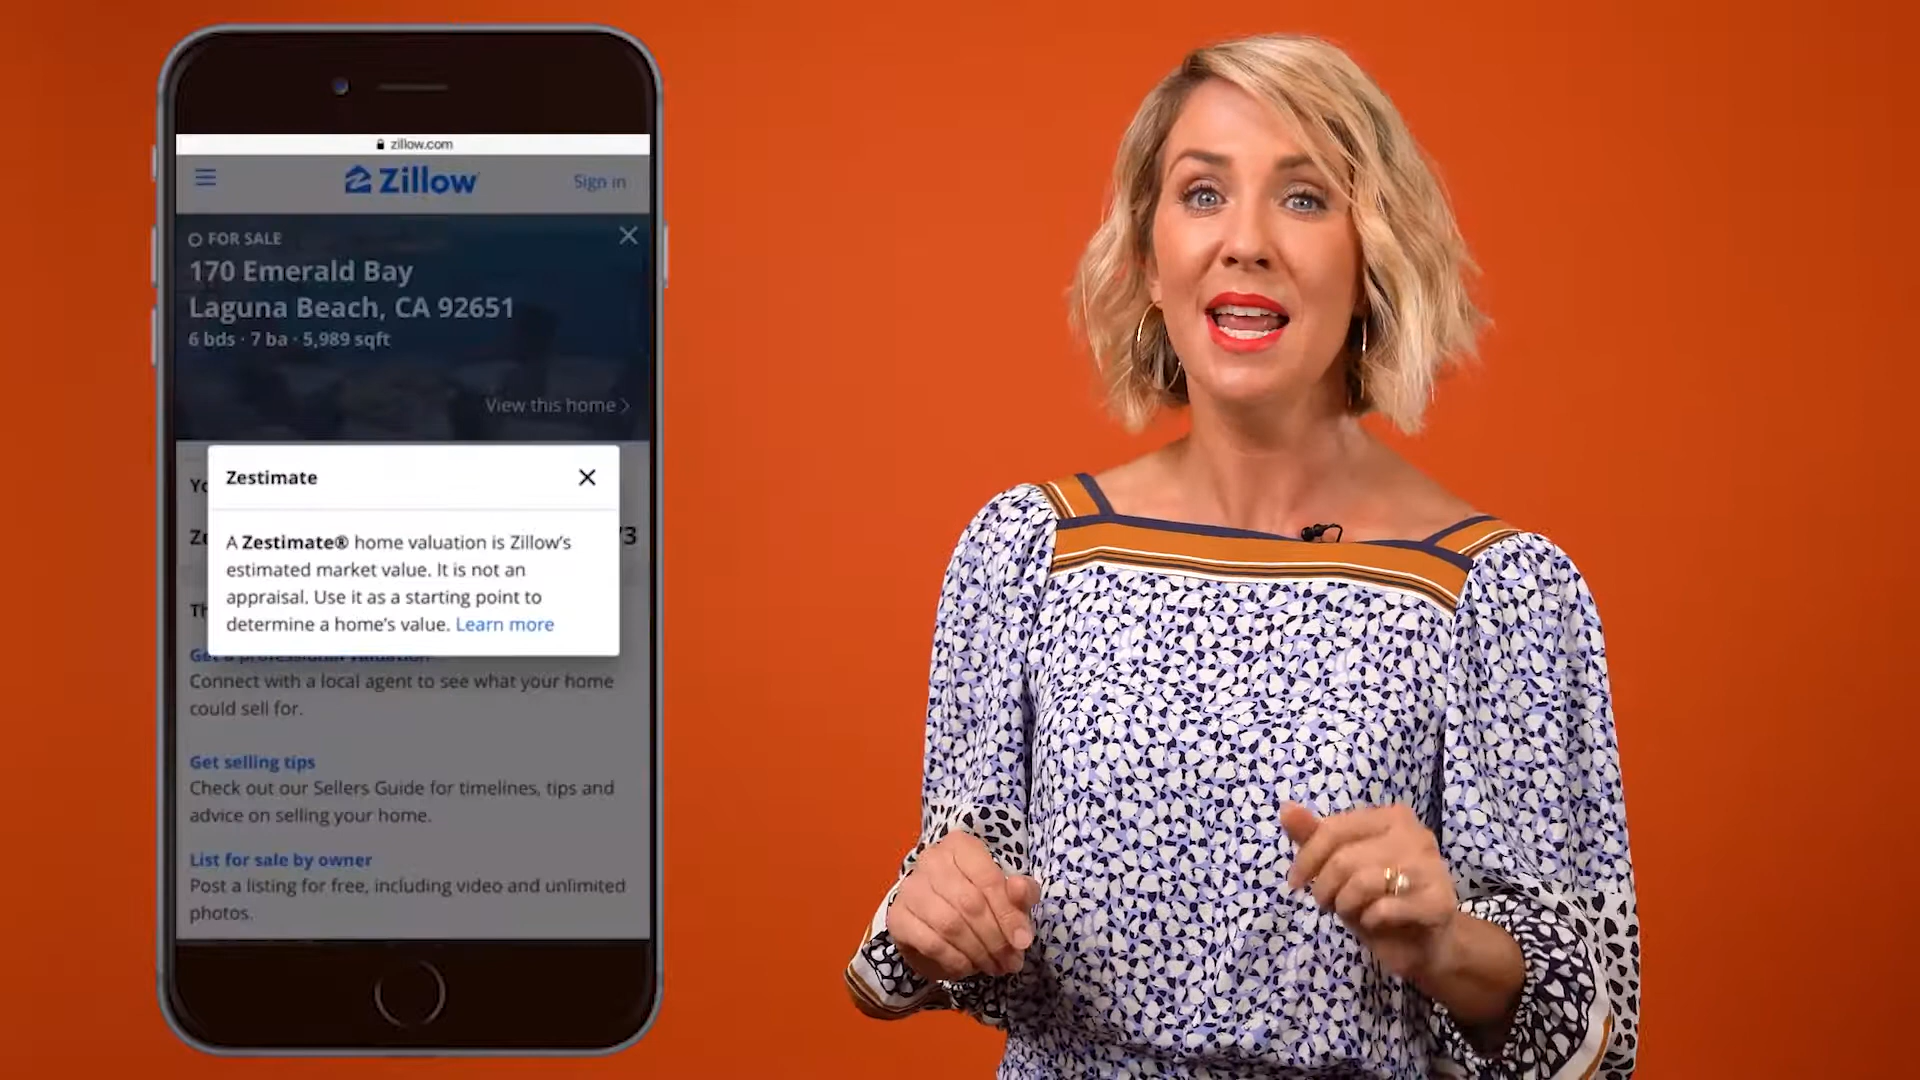 zillow.com
Zillow
Sign in
FOR SALE
170 Emerald Bay
Laguna Beach, CA 92651
6 bds · 7 ba · 5,989 sqft
View this home
Zestimate
A Zestimate® home valuation is Zillow's
estimated market value. It is not an
appraisal. Use it as a starting point to
determine a home's value. Learn more
Get a professional valuation
Connect with a local agent to see what your home
could sell for.
Get selling tips
Check out our Sellers Guide for timelines, tips and
advice on selling your home.
List for sale by owner
Post a listing for free, including video and unlimited
photos.